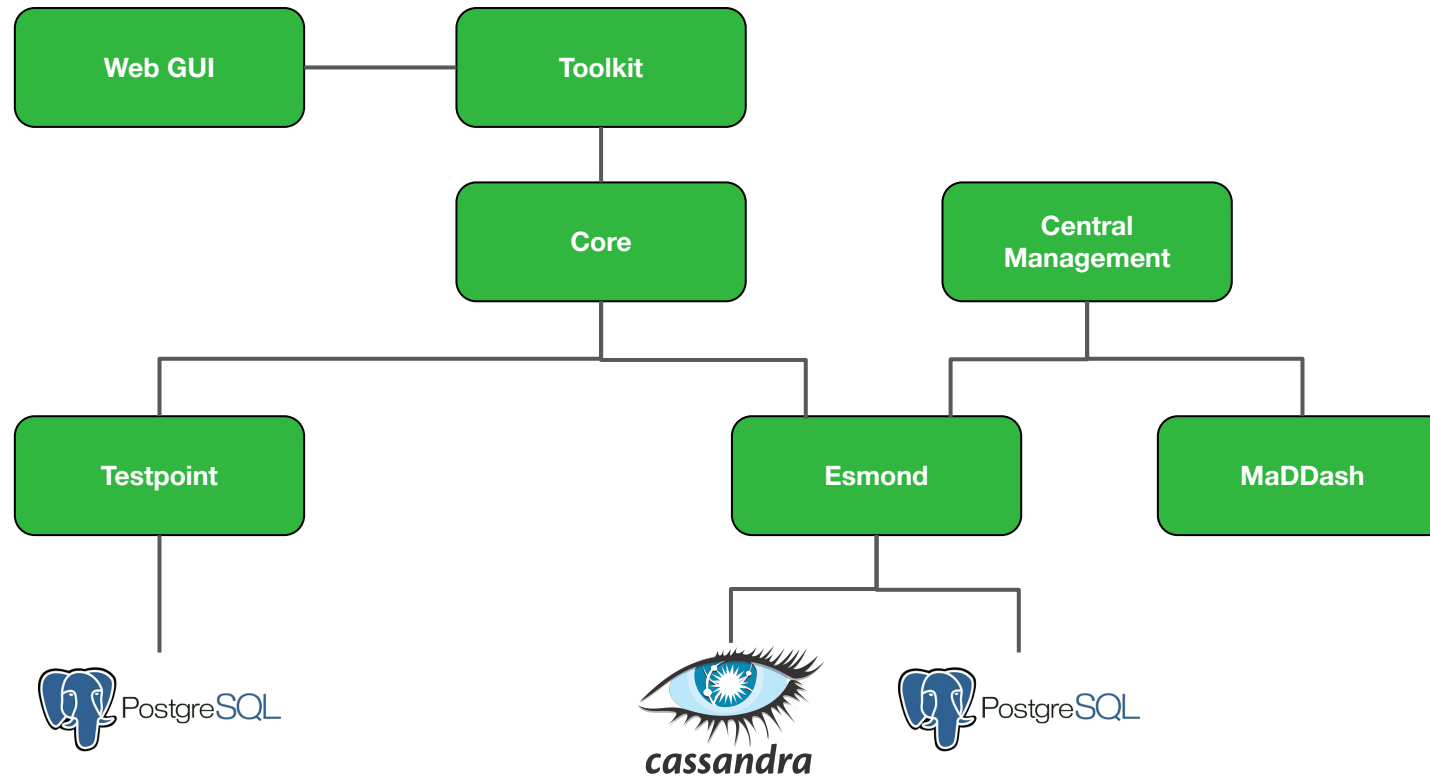 Web GUI
Toolkit
Core
Central
Management
Testpoint
Esmond
MaDDash
PostgreSQL
cassandra
PostgreSQL